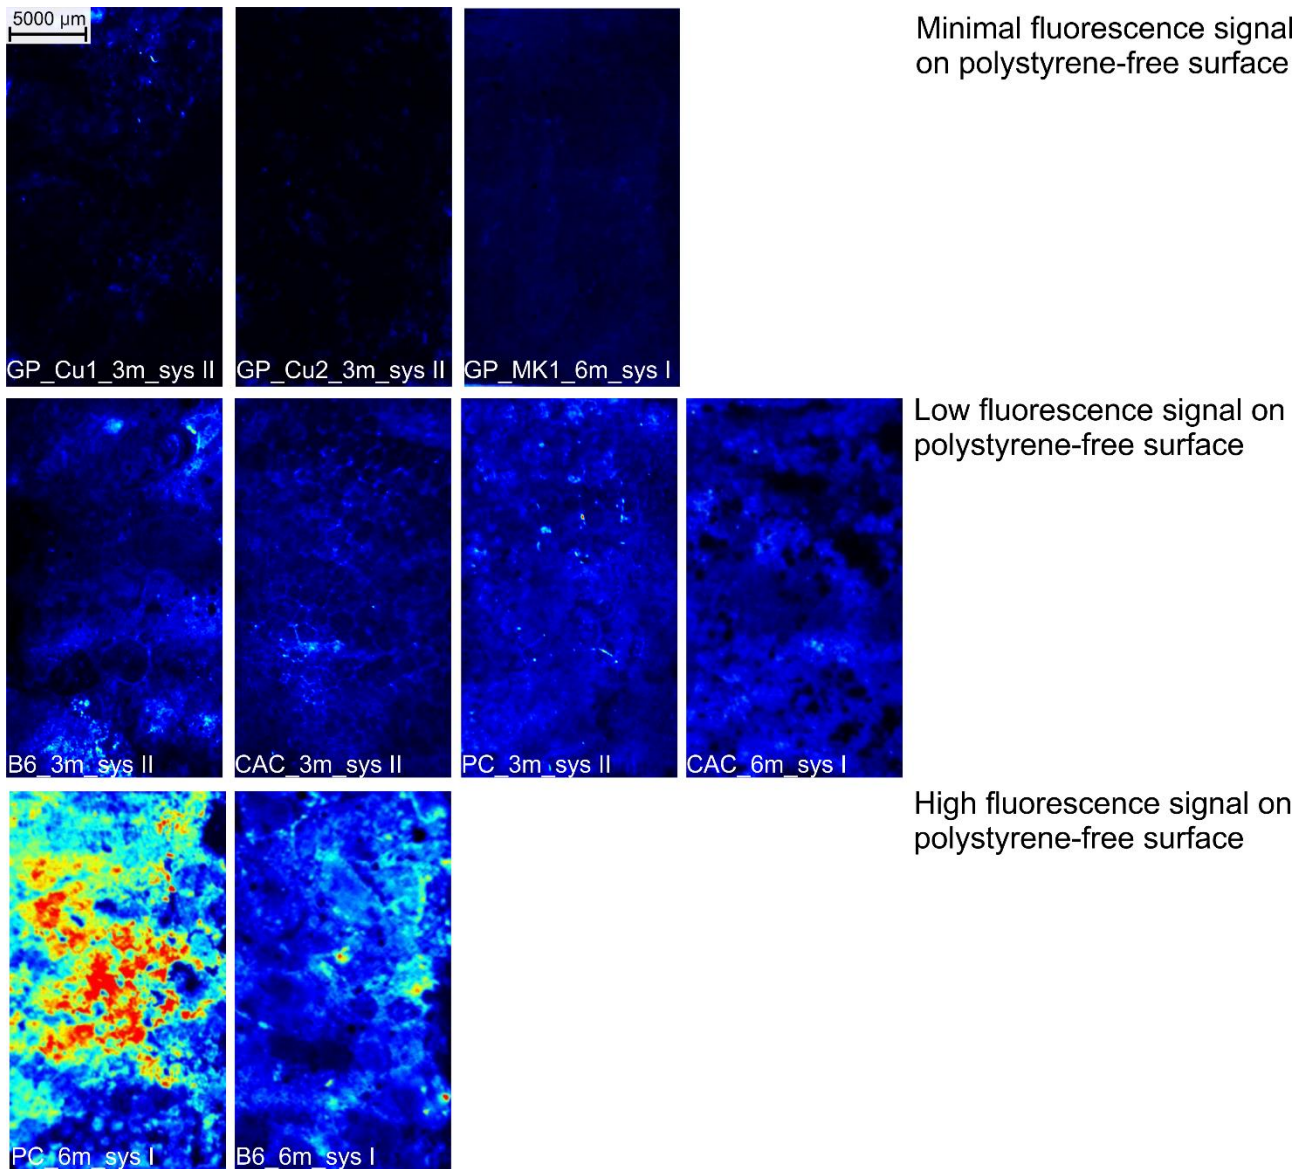 5000 µm
Minimal fluorescence signal
on polystyrene-free surface
GP_Cu1_3m_sys II
GP_Cu2_3m_sys II
GP_MK1_6m_sys I
Low fluorescence signal on
polystyrene-free surface
B6_3m_sys II
CAC_3m_sys II
PC_3m_sys II
CAC_6m_sys I
High fluorescence signal on
polystyrene-free surface
PC_6m_sys I
B6_6m_sys I